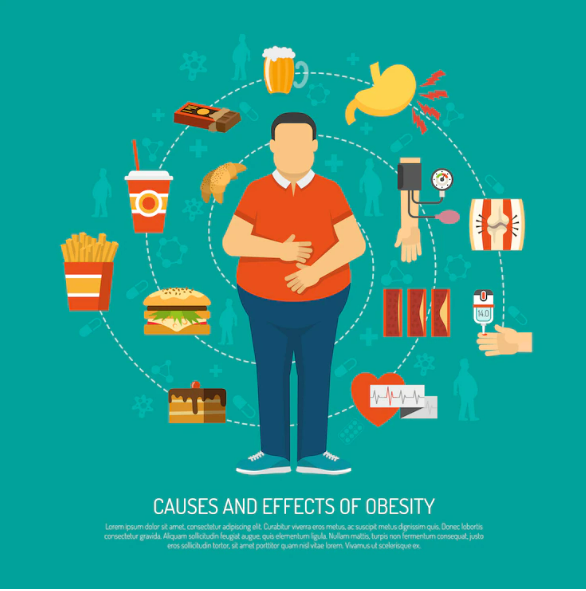 14.0
CAUSES AND EFFECTS OF OBESITY
Lorem ipsum dolor sit amet, consectetur adipiscing elit. Curabitur viverra eros metus, ac suscipit metus dignissim quis. Donec lobortis
consectetur gravida. Aliquam sollicitudin feugiat augue, quis elementum ligula. Nullam mattis, turpis non fermentum consequat, justo
eros sollicitudin tortor, sit amet porttitor quam nisl vitae lorem. Vivamus ut scelerisque ex.